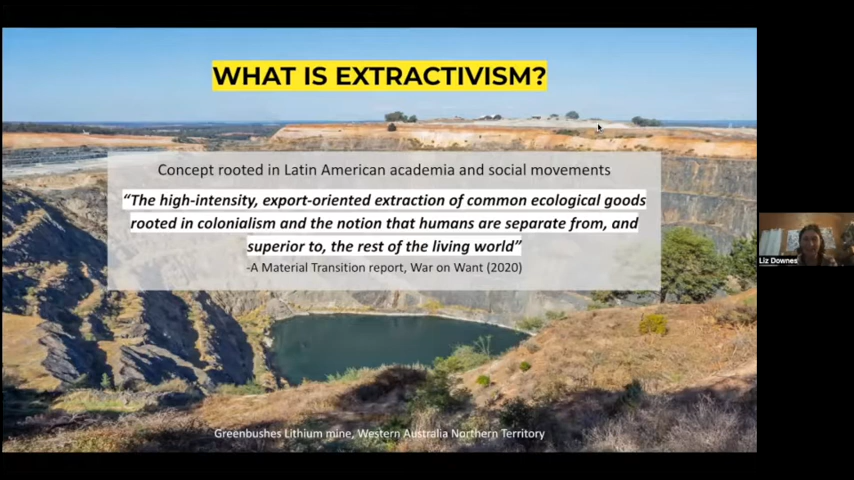 WHAT IS EXTRACTIVISM?
Concept rooted in Latin American academia and social movements
“The high-intensity, export-oriented extraction of common ecological goods
rooted in colonialism and the notion that humans are separate from, and
superior to, the rest of the living world”
-A Material Transition report, War on Want (2020)
Liz Downes
Greenbushes Lithium mine, Western Australia Northern Territory